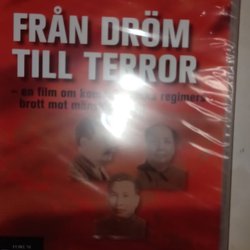 FRÅN DRÖM
TILL TERROR
- en film om regimers
brott mot